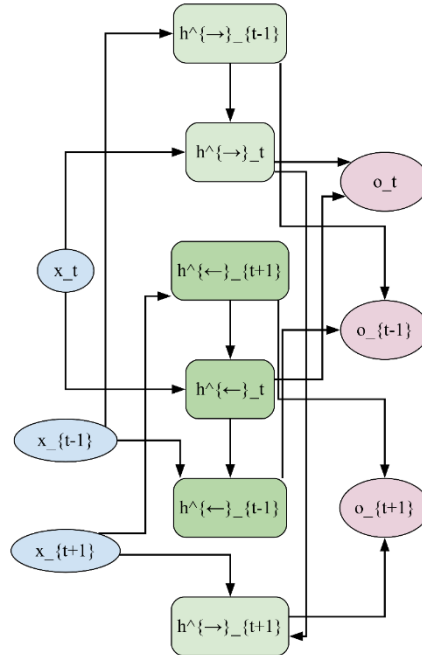 h^{→}_{t-1}
h^{→}_t
o_t
x_t
h^{←}_{t+1}
o_{t-1}
h^{←}_t
x_{t-1}
h^{←}_{t-1}
o_{t+1}
x_{t+1}
h^{→}_{t+1}